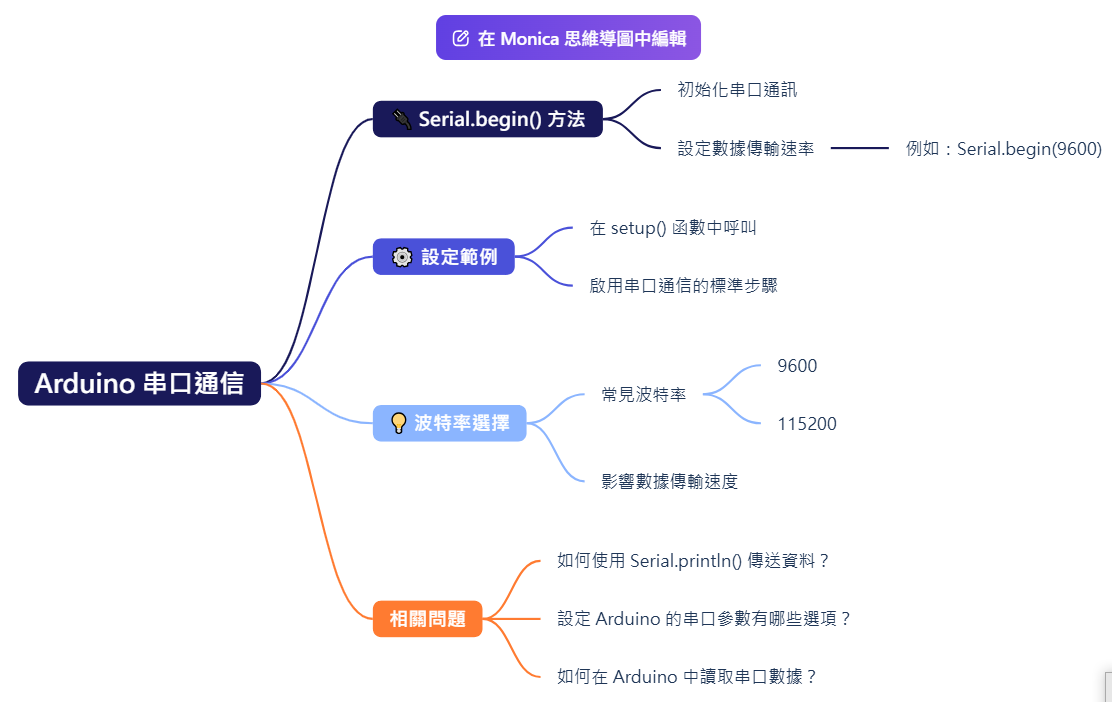 在 Monica 思維導圖中編輯
Serial.begin() 方法
初始化串口通訊
設定數據傳輸速率
例如：Serial.begin(9600)
設定範例
在 setup() 函數中呼叫
啟用串口通信的標準步驟
Arduino 串口通信
波特率選擇
常見波特率
9600
115200
影響數據傳輸速度
相關問題
如何使用 Serial.println() 傳送資料？
設定 Arduino 的串口參數有哪些選項？
如何在 Arduino 中讀取串口數據？